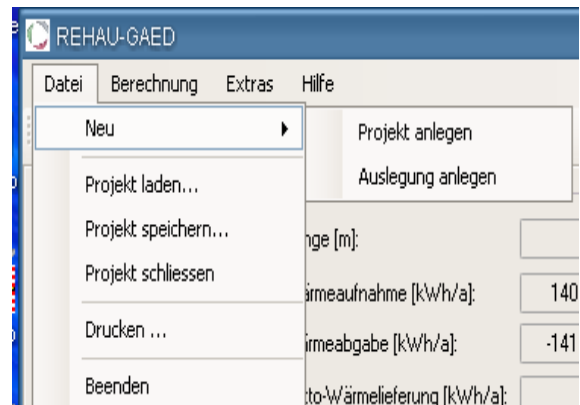 REHAU-GAED
Datei Berechnung Extras Hilfe
Neu
Projekt anlegen
Auslegung anlegen
Projekt laden...
Projekt speichern...
Projekt schliessen
Drucken ...
Beenden
nge [m]:
ärmeaufnahme [kWh/a]: 140
irmeabgabe [kWh/a]: -141
tto-Wärmelieferung [kWh/a]: